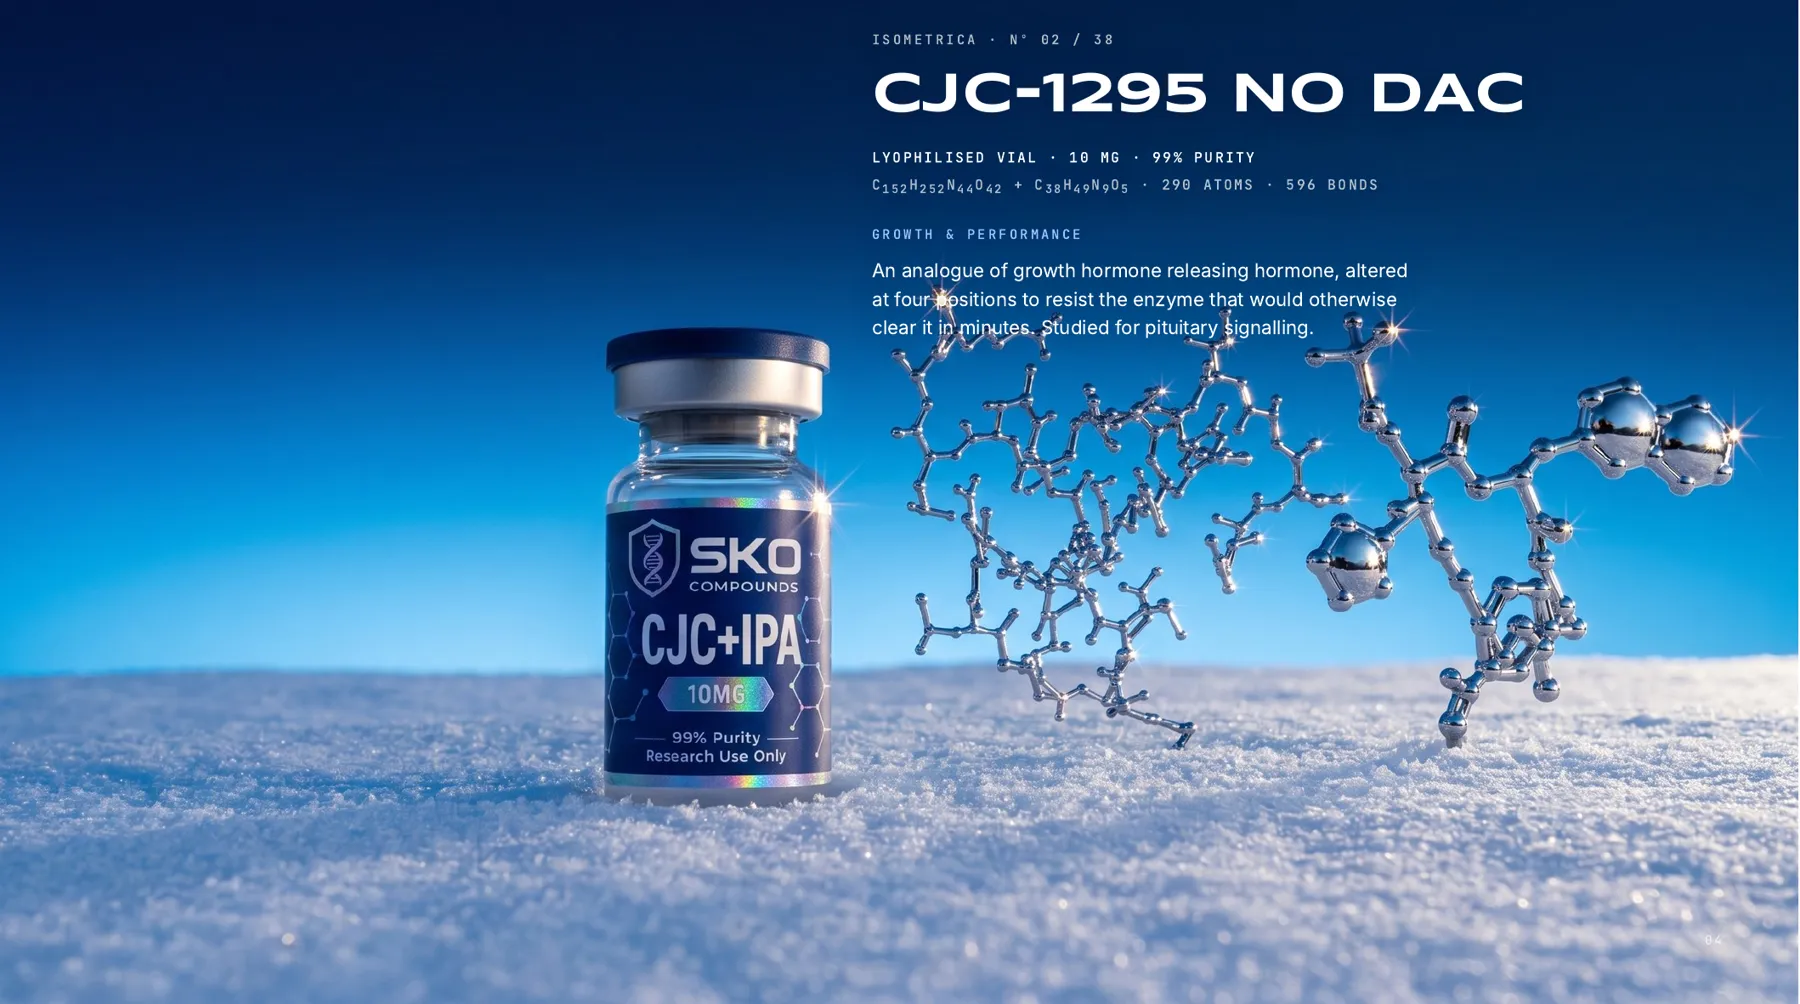 ISOMETRICA · N° 02 / 38
CJC-1295 NO DAC
LYOPHILISED VIAL · 10 MG · 99% PURITY
C₁₅₂H₂₅₂N₄₄O₄₂ + C₃₈H₄₉N₉O₅ · 290 ATOMS · 596 BONDS
GROWTH & PERFORMANCE
An analogue of growth hormone releasing hormone, altered
at four positions to resist the enzyme that would otherwise
clear it in minutes. Studied for pituitary signalling.
SKO
COMPOUNDS
CJC+IPA
10MG
99% Purity
Research Use Only
04